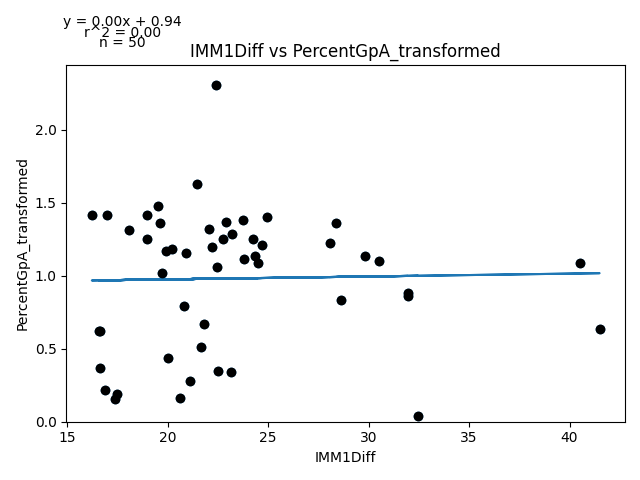 y = 0.00x + 0.94
r^2 = 0.00
n = 50
IMM1Diff vs PercentGpA_transformed
PercentGpA_transformed
2.0
1.5
1.0
0.5
0.0
15 20 25 30 35 40
IMM1Diff